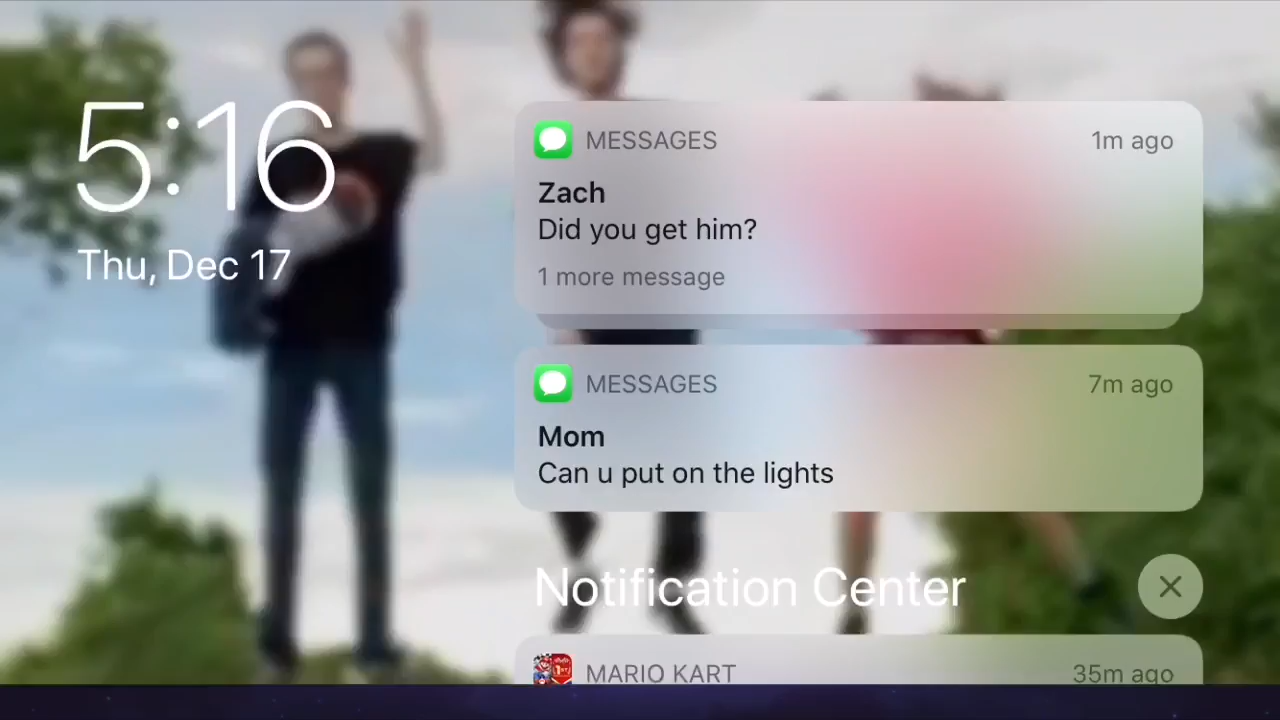 5:16
Thu, Dec 17
MESSAGES 1m ago
Zach
Did you get him?
1 more message
MESSAGES 7m ago
Mom
Can u put on the lights
Notification Center
MARIO KART 35m ago